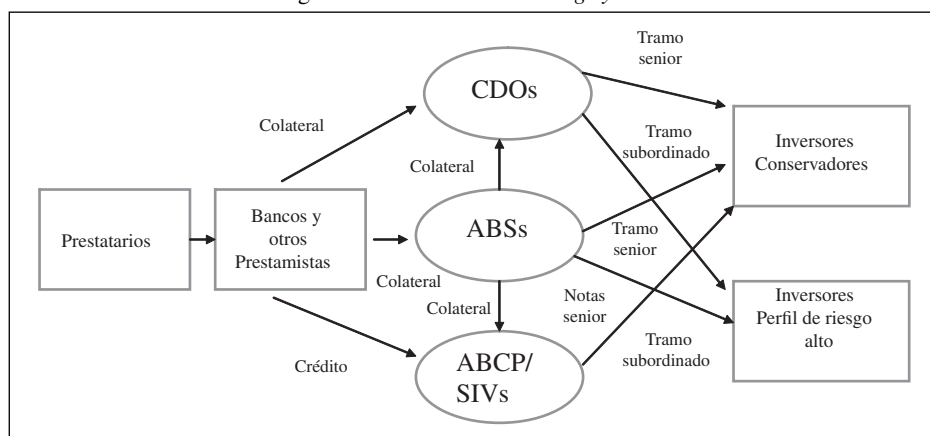 Tramo
senior
CDOs
Colateral
Tramo
subordinado
Inversores
Conservadores
Colateral
Prestatarios
Bancos y
otros
Prestamistas
ABSs
Tramo
senior
Colateral
Colateral
Notas
senior
Inversores
Perfil de riesgo
alto
Crédito
ABCP/
SIVs
Tramo
subordinado